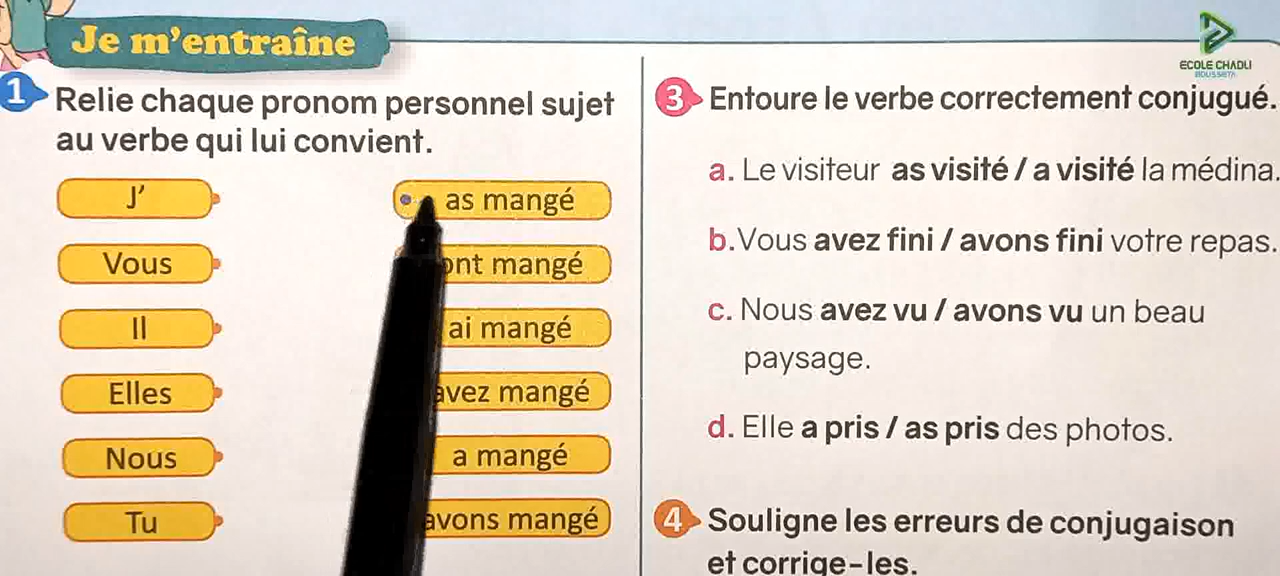 Je m'entraîne
1 Relie chaque pronom personnel sujet
au verbe qui lui convient.
J'
as mangé
Vous
ont mangé
Il
ai mangé
Elles
avez mangé
Nous
a mangé
Tu
avons mangé
3 Entoure le verbe correctement conjugué.
a. Le visiteur as visité / a visité la médina.
b. Vous avez fini / avons fini votre repas.
c. Nous avez vu / avons vu un beau
paysage.
d. Elle a pris / as pris des photos.
4 Souligne les erreurs de conjugaison
et corrige-les.
ECOLE CHADLI